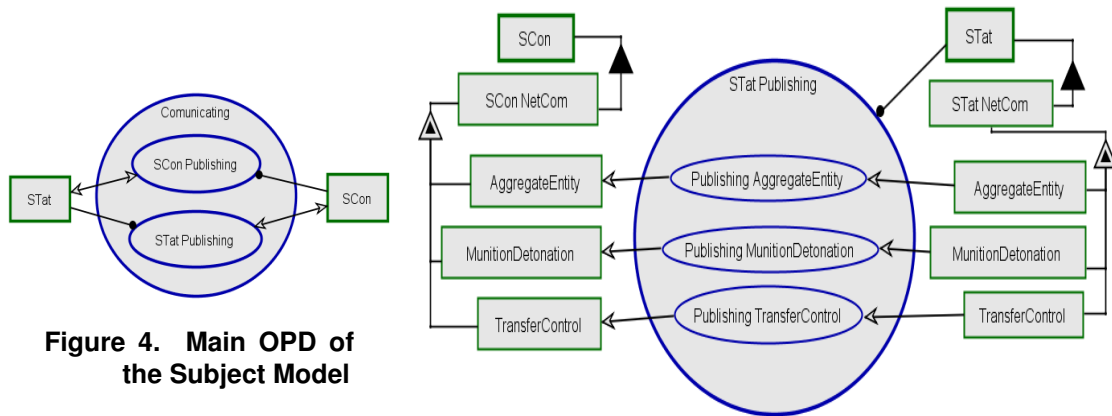 Comunicating
SCon Publishing
STat
SCon
STat Publishing
Figure 4. Main OPD of
the Subject Model
SCon
SCon NetCom
STat Publishing
STat
STat NetCom
AggregateEntity
Publishing AggregateEntity
AggregateEntity
MunitionDetonation
Publishing MunitionDetonation
MunitionDetonation
TransferControl
Publishing TransferControl
TransferControl